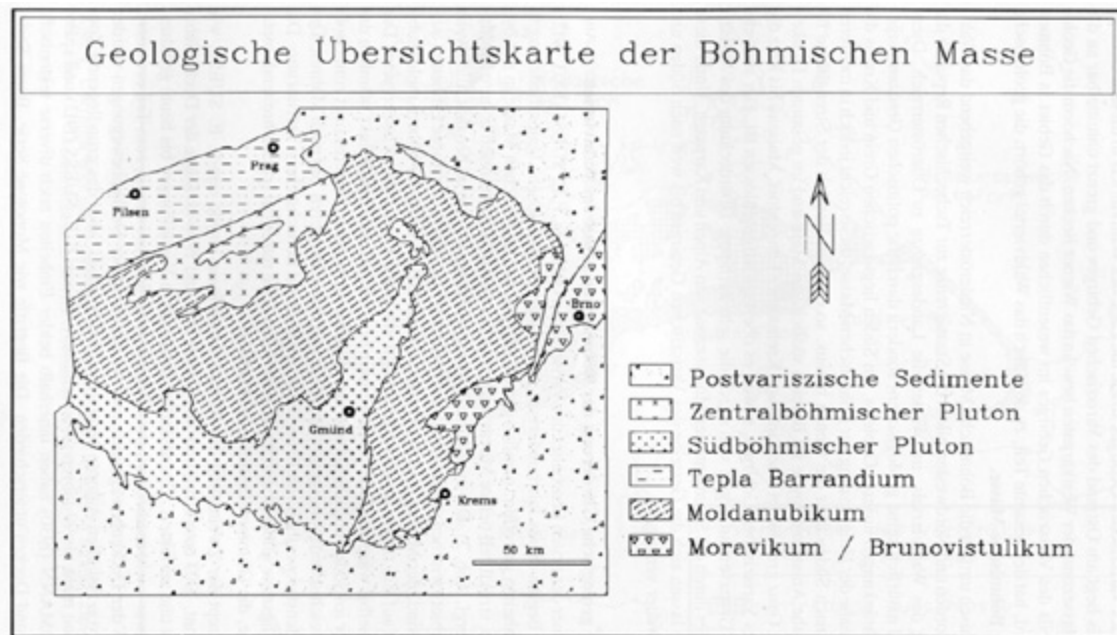 Geologische Übersichtskarte der Böhmischen Masse
Prag
Pilsen
Brno
Gmünd
Krems
50 km
N
Postvariszische Sedimente
Zentralböhmischer Pluton
Südböhmischer Pluton
Tepla Barrandium
Moldanubikum
Moravikum / Brunovistulikum